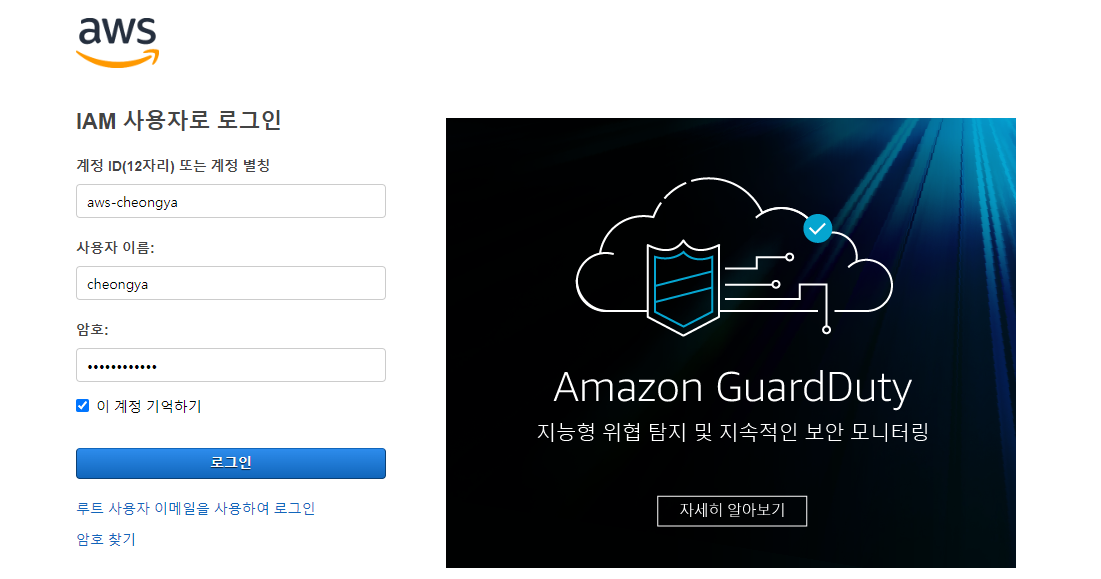 aws
IAM 사용자로 로그인
계정 ID(12자리) 또는 계정 별칭
aws-cheongya
사용자 이름:
cheongya
암호:
••••••••••••
이 계정 기억하기
로그인
루트 사용자 이메일을 사용하여 로그인
암호 찾기
Amazon GuardDuty
지능형 위협 탐지 및 지속적인 보안 모니터링
자세히 알아보기